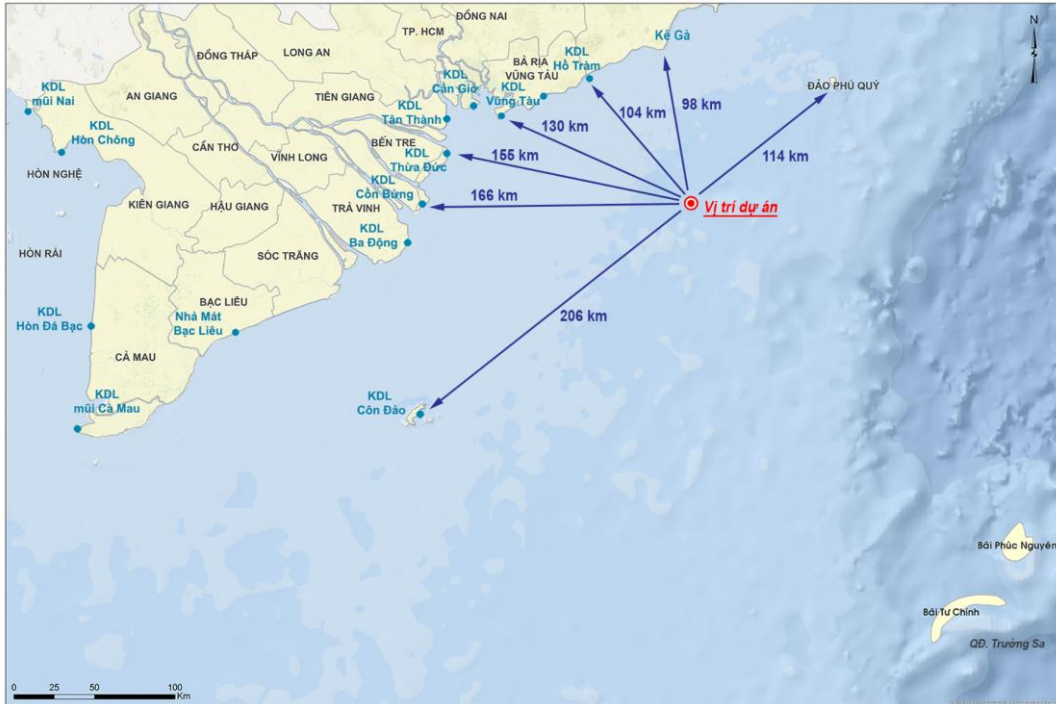 ĐỒNG NAI
N
TP. HCM
Kê Gà
LONG AN
ĐỒNG THÁP
BÀ RỊA
VŨNG TÀU
KDL
Hồ Tràm
KDL
Cần Giờ
KDL
Vũng Tàu
ĐẢO PHÚ QUÝ
KDL
mũi Nai
AN GIANG
TIỀN GIANG
KDL
Tân Thành
104 km
98 km
130 km
KDL
Hòn Chông
CẦN THƠ
VĨNH LONG
BẾN TRE
KDL
Thừa Đức
155 km
114 km
HÒN NGHỆ
KDL
Cồn Bửng
166 km
Vị trí dự án
KIÊN GIANG
HẬU GIANG
TRÀ VINH
KDL
Ba Động
HÒN RÁI
SÓC TRĂNG
BẠC LIÊU
Nhà Mát
Bạc Liêu
206 km
KDL
Hòn Đá Bạc
CÀ MAU
KDL
mũi Cà Mau
KDL
Côn Đảo
Bãi Phúc Nguyên
Bãi Tư Chính
QĐ. Trường Sa
0 25 50 100
Km